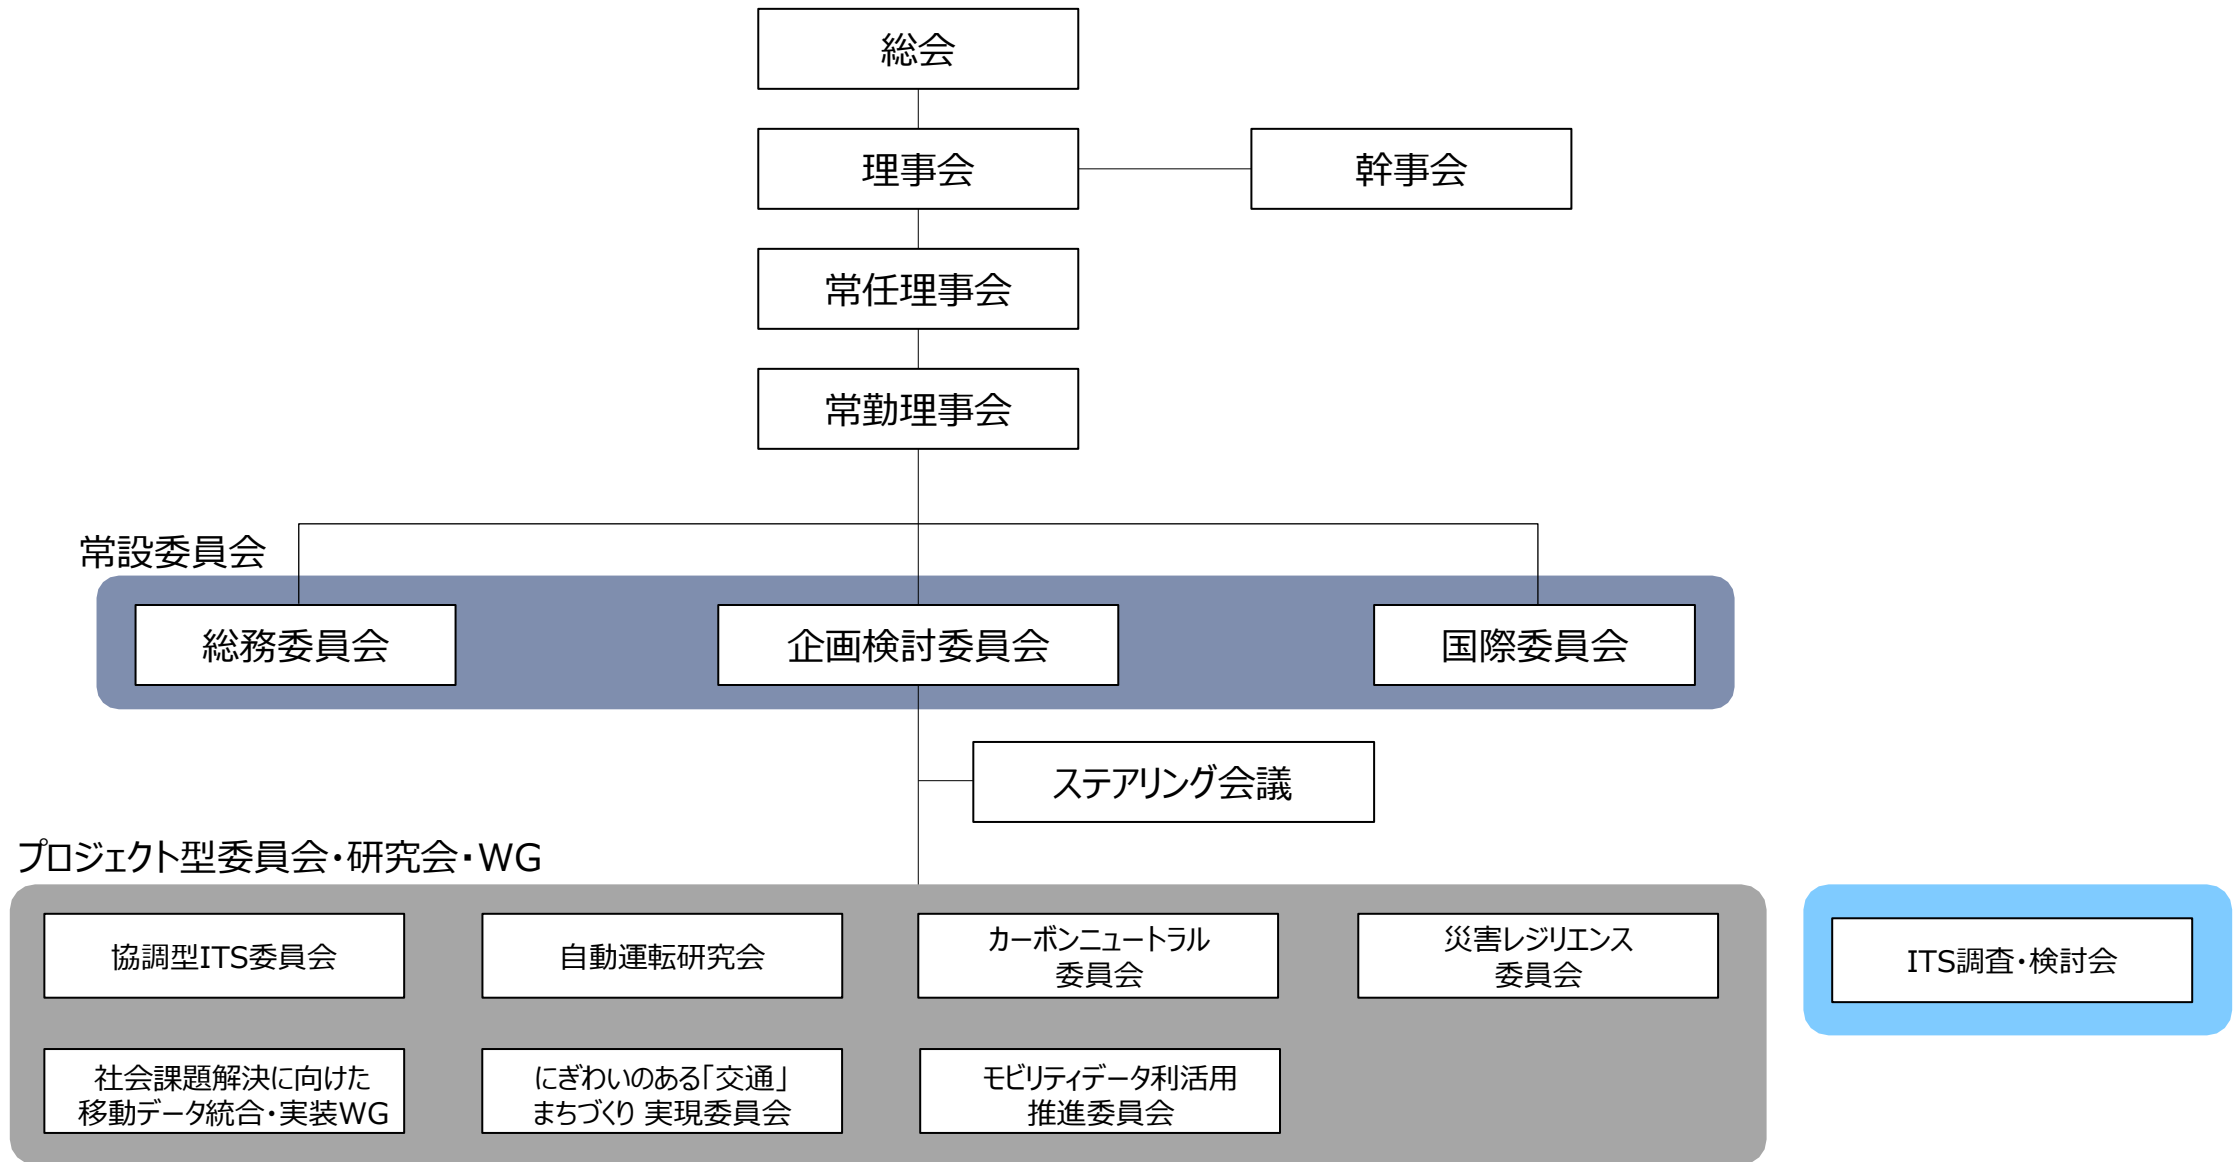 総会
理事会
幹事会
常任理事会
常勤理事会
常設委員会
総務委員会
企画検討委員会
国際委員会
ステアリング会議
プロジェクト型委員会・研究会・WG
協調型ITS委員会
自動運転研究会
カーボンニュートラル
委員会
災害レジリエンス
委員会
ITS調査・検討会
社会課題解決に向けた
移動データ統合・実装WG
にぎわいのある「交通」
まちづくり 実現委員会
モビリティデータ利活用
推進委員会